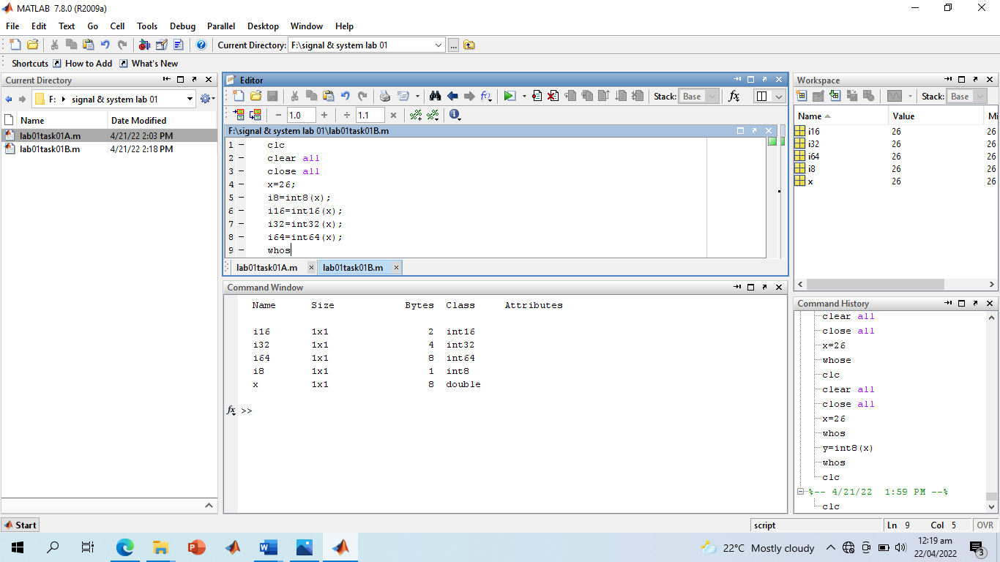 MATLAB 7.8.0 (R2009a)
File Edit Text Go Cell Tools Debug Parallel Desktop Window Help
Current Directory: F:\signal & system lab 01 ...
Shortcuts How to Add What's New
Current Directory
F: signal & system lab 01
Name Date Modified
lab01task01A.m 4/21/22 2:03 PM
lab01task01B.m 4/21/22 2:18 PM
Editor
Stack: Base
− 1.0 + ÷ 1.1 ×
F:\signal & system lab 01\lab01task01B.m
1 – clc
2 – clear all
3 – close all
4 – x=26;
5 – i8=int8(x);
6 – i16=int16(x);
7 – i32=int32(x);
8 – i64=int64(x);
9 – whos
lab01task01A.m × lab01task01B.m ×
Command Window
Name Size Bytes Class Attributes
i16 1x1 2 int16
i32 1x1 4 int32
i64 1x1 8 int64
i8 1x1 1 int8
x 1x1 8 double
fx >>
Workspace
Stack: Base
Name Value Mi
i16 26 26
i32 26 26
i64 26 26
i8 26 26
x 26 26
Command History
clear all
close all
x=26
whose
clc
clear all
close all
x=26
whos
y=int8(x)
whos
clc
%-- 4/21/22 1:59 PM --%
clc
Start
script Ln 9 Col 5 OVR
22°C Mostly cloudy
12:19 am
22/04/2022
3